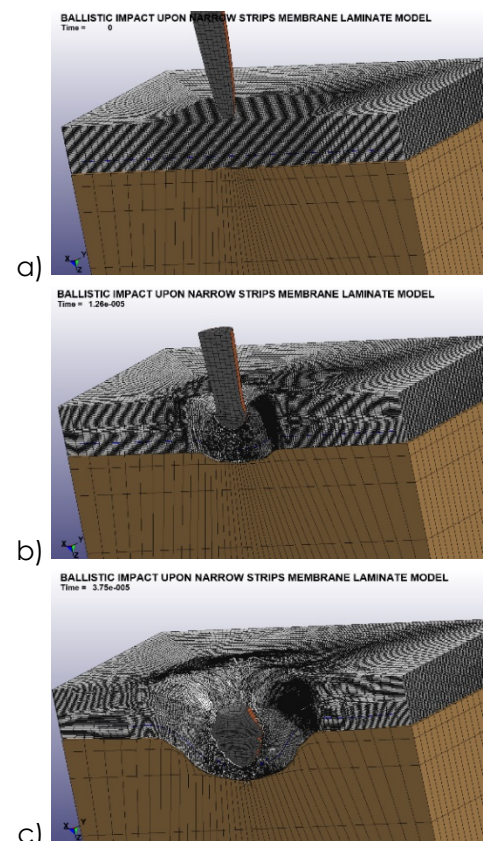 BALLISTIC IMPACT UPON NARROW STRIPS MEMBRANE LAMINATE MODEL
Time = 0
X Y
Z
a)
BALLISTIC IMPACT UPON NARROW STRIPS MEMBRANE LAMINATE MODEL
Time = 1.26e-005
X Y
Z
b)
BALLISTIC IMPACT UPON NARROW STRIPS MEMBRANE LAMINATE MODEL
Time = 3.75e-005
X Y
Z
c)